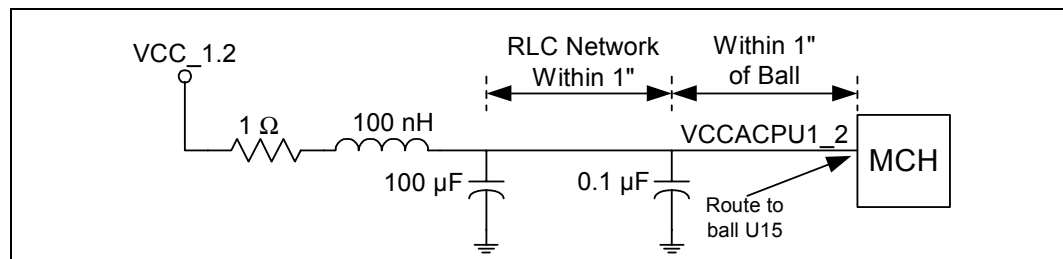 VCC_1.2
RLC Network
Within 1"
Within 1"
of Ball
1 Ω
100 nH
VCCACPU1_2
MCH
100 µF
0.1 µF
Route to
ball U15